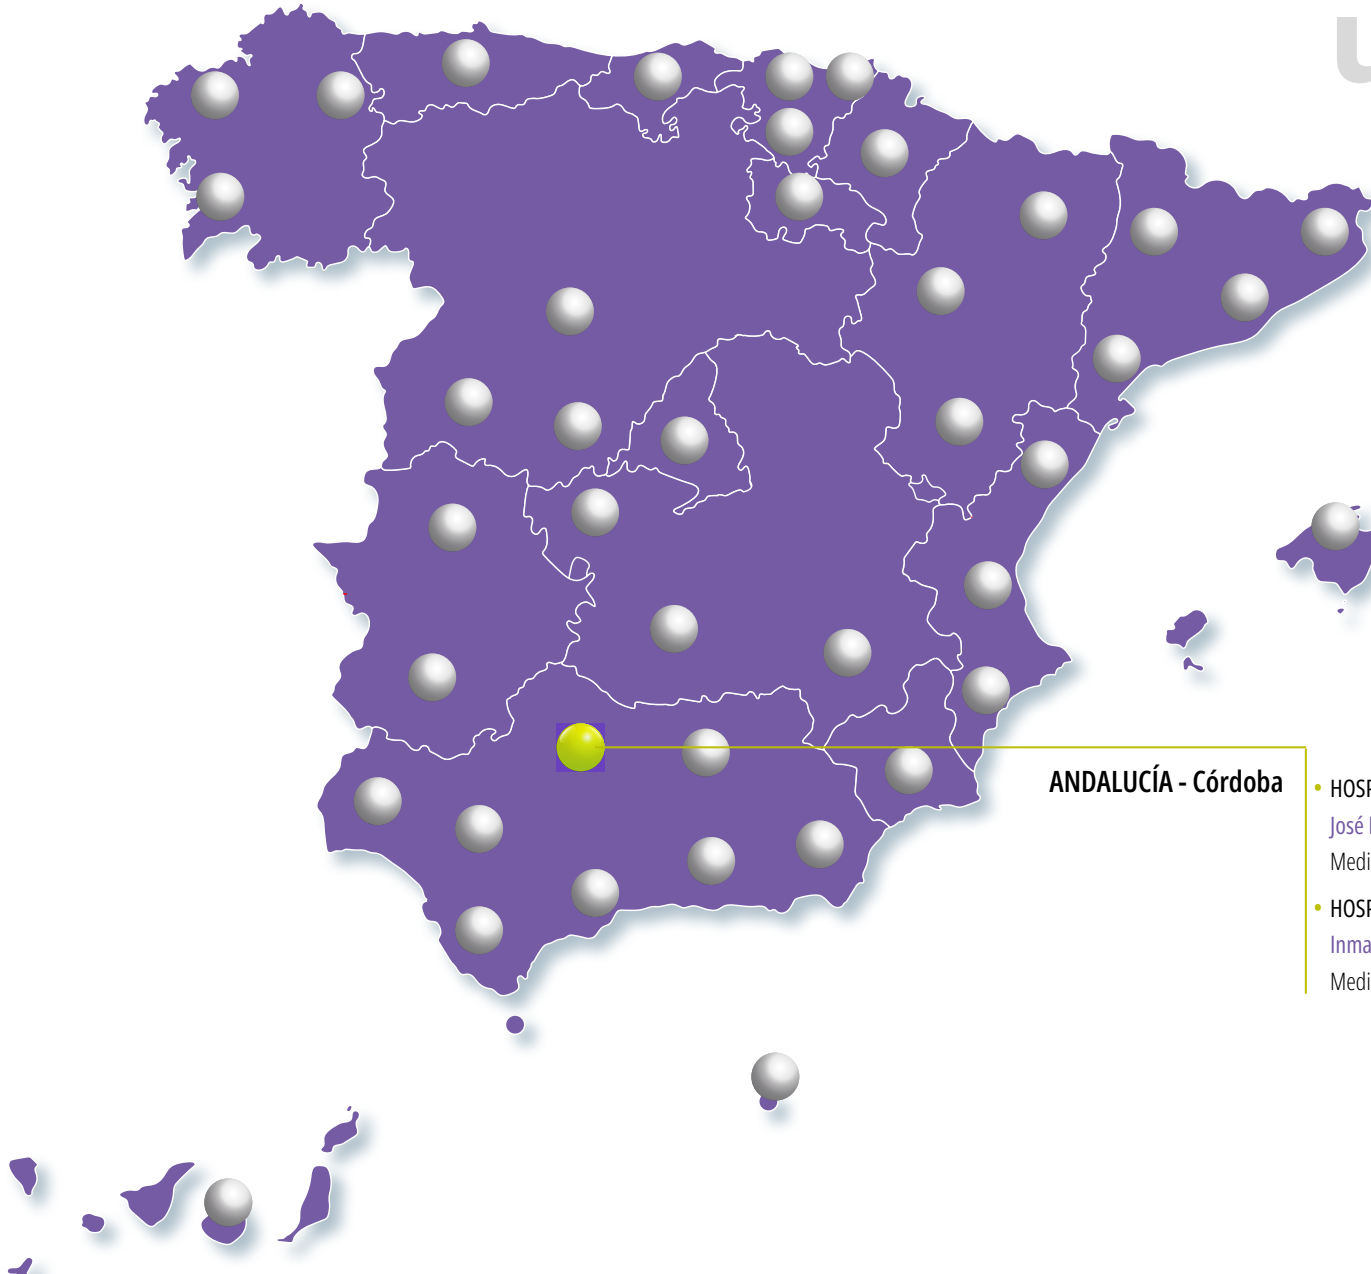 ANDALUCÍA - Córdoba
• HOSP
José
Medi
• HOSP
Inma
Medi